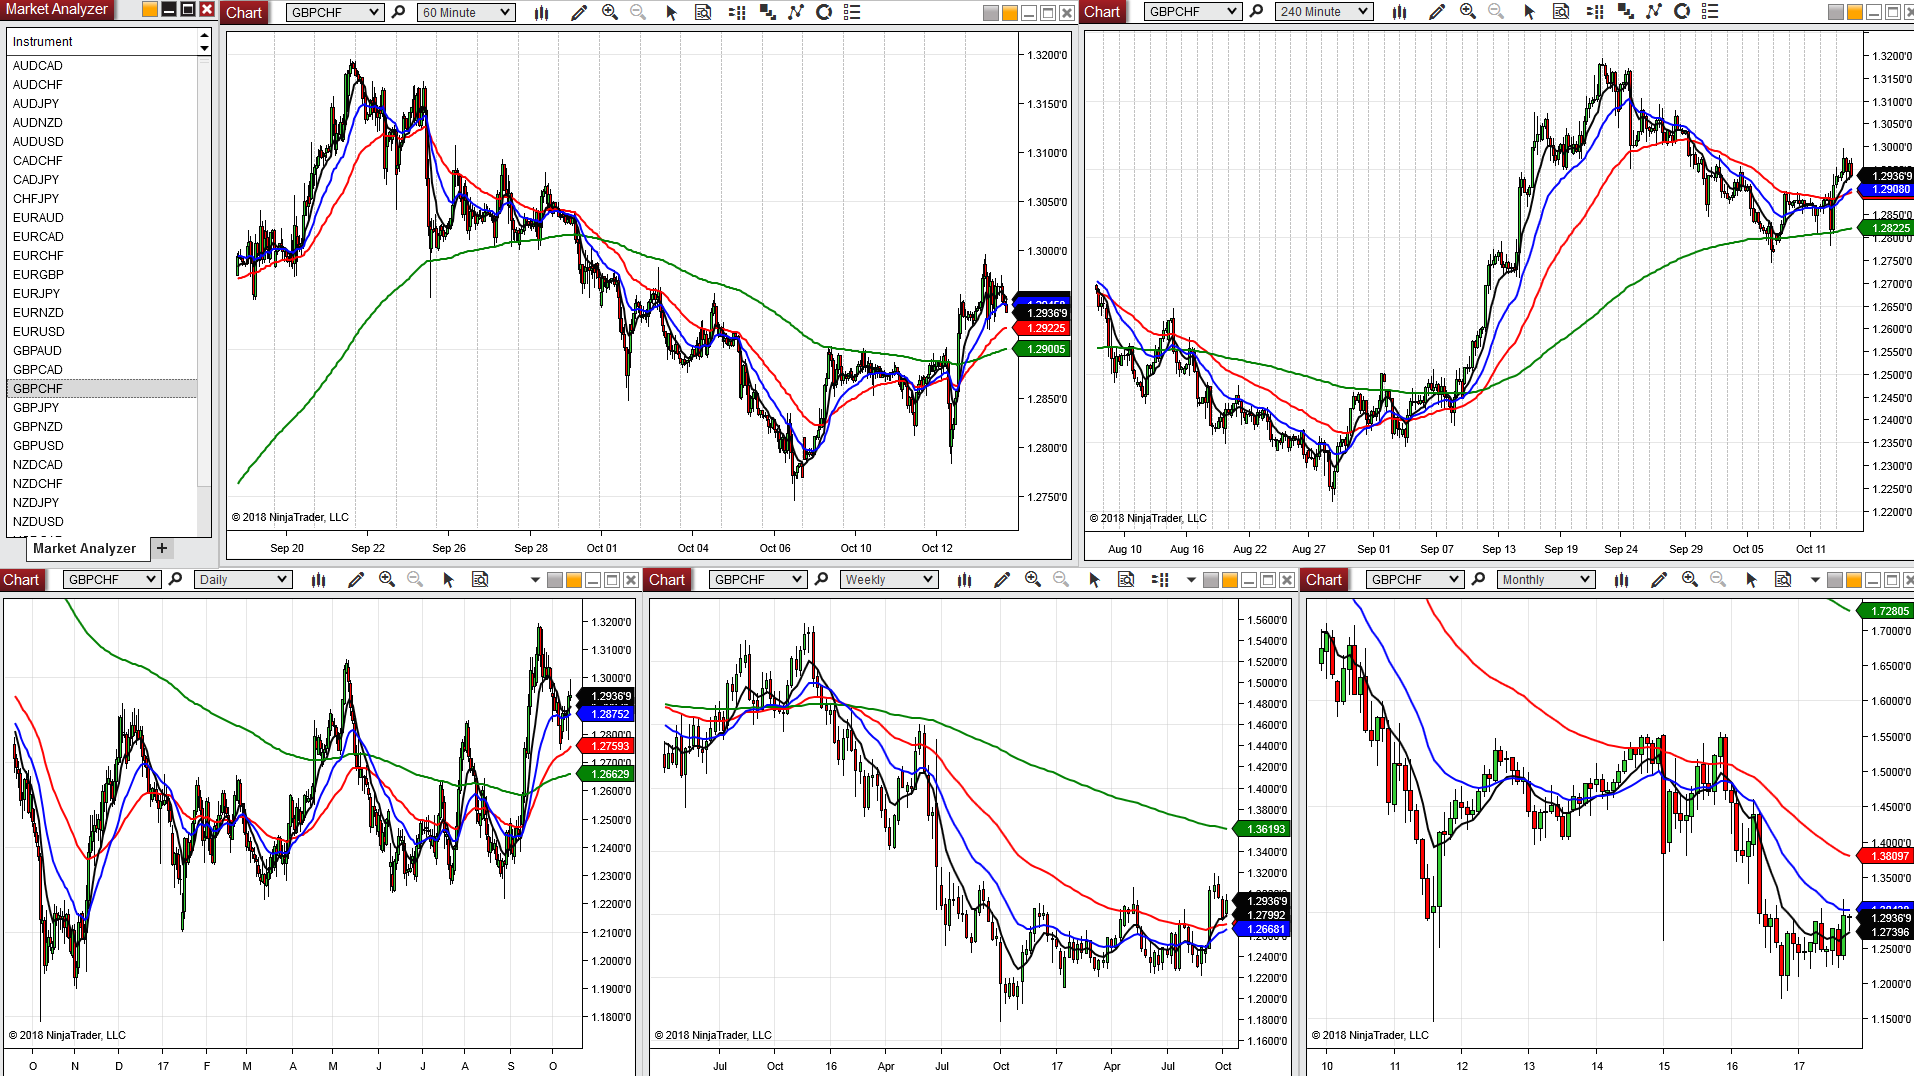 Market Analyzer
Instrument
AUDCAD
AUDCHF
AUDJPY
AUDNZD
AUDUSD
CADCHF
CADJPY
CHFJPY
EURAUD
EURCAD
EURCHF
EURGBP
EURJPY
EURNZD
EURUSD
GBPAUD
GBPCAD
GBPCHF
GBPJPY
GBPNZD
GBPUSD
NZDCAD
NZDCHF
NZDJPY
NZDUSD
Market Analyzer +
Chart GBPCHF 60 Minute
1.3200'0
1.3150'0
1.3100'0
1.3050'0
1.3000'0
1.2936'9
1.29225
1.29005
1.2850'0
1.2800'0
1.2750'0
© 2018 NinjaTrader, LLC
Sep 20 Sep 22 Sep 26 Sep 28 Oct 01 Oct 04 Oct 06 Oct 10 Oct 12
Chart GBPCHF 240 Minute
1.3200'0
1.3150'0
1.3100'0
1.3050'0
1.3000'0
1.2936'9
1.29080
1.2850'0
1.28225
1.2800'0
1.2750'0
1.2650'0
1.2600'0
1.2550'0
1.2500'0
1.2450'0
1.2400'0
1.2350'0
1.2300'0
1.2250'0
1.2200'0
© 2018 NinjaTrader, LLC
Aug 10 Aug 16 Aug 22 Aug 27 Sep 01 Sep 07 Sep 13 Sep 19 Sep 24 Sep 29 Oct 05 Oct 11
Chart GBPCHF Daily
1.3200'0
1.3100'0
1.3000'0
1.2936'9
1.28752
1.2800'0
1.27593
1.2700'0
1.26629
1.2600'0
1.2500'0
1.2400'0
1.2300'0
1.2200'0
1.2100'0
1.2000'0
1.1900'0
1.1800'0
© 2018 NinjaTrader, LLC
O N D 17 F M A M J J A S O
Chart GBPCHF Weekly
1.5600'0
1.5400'0
1.5200'0
1.5000'0
1.4800'0
1.4600'0
1.4400'0
1.4200'0
1.4000'0
1.3800'0
1.36193
1.3400'0
1.3200'0
1.2936'9
1.27992
1.26681
1.2400'0
1.2200'0
1.2000'0
1.1800'0
1.1600'0
© 2018 NinjaTrader, LLC
Jul Oct 16 Apr Jul Oct 17 Apr Jul Oct
Chart GBPCHF Monthly
1.72805
1.7000'0
1.6500'0
1.6000'0
1.5500'0
1.5000'0
1.4500'0
1.4000'0
1.38097
1.3500'0
1.2936'9
1.27396
1.2500'0
1.2000'0
1.1500'0
© 2018 NinjaTrader, LLC
10 11 12 13 14 15 16 17